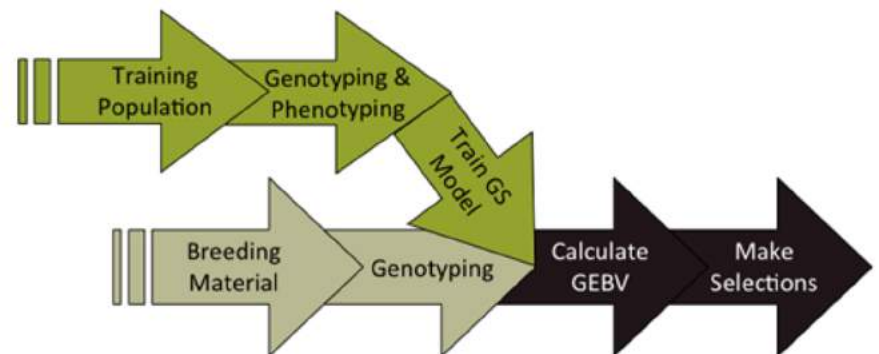 Training
Population
Genotyping &
Phenotyping
Train GS
Model
Breeding
Material
Genotyping
Calculate
GEBV
Make
Selections